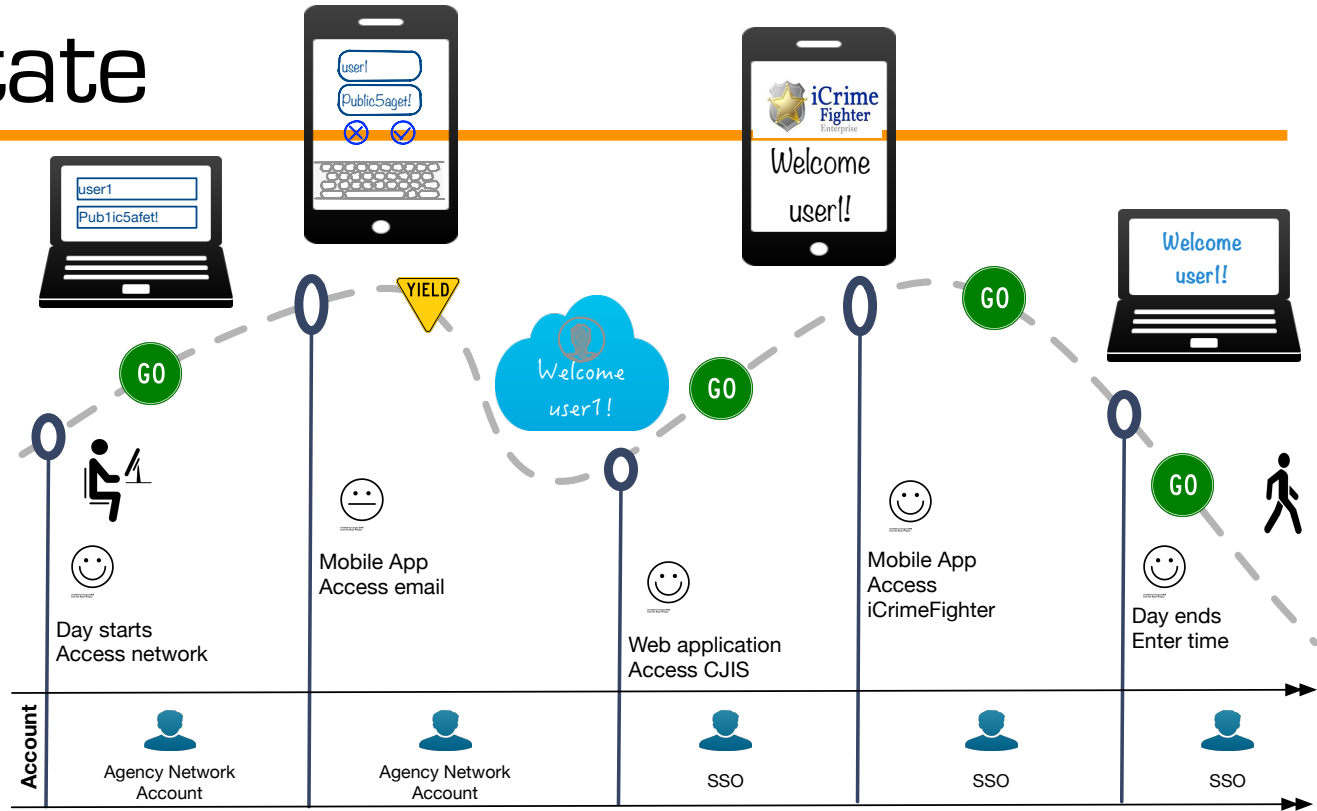 tate
user1
Pub1ic5afet!
user1
Public5aget!
YIELD
GO
Welcome
user1!
GO
iCrime
Fighter
Enterprise
Welcome
user1!
GO
Welcome
user1!
GO
Day starts
Access network
Mobile App
Access email
Web application
Access CJIS
Mobile App
Access
iCrimeFighter
Day ends
Enter time
Account
Agency Network
Account
Agency Network
Account
SSO
SSO
SSO